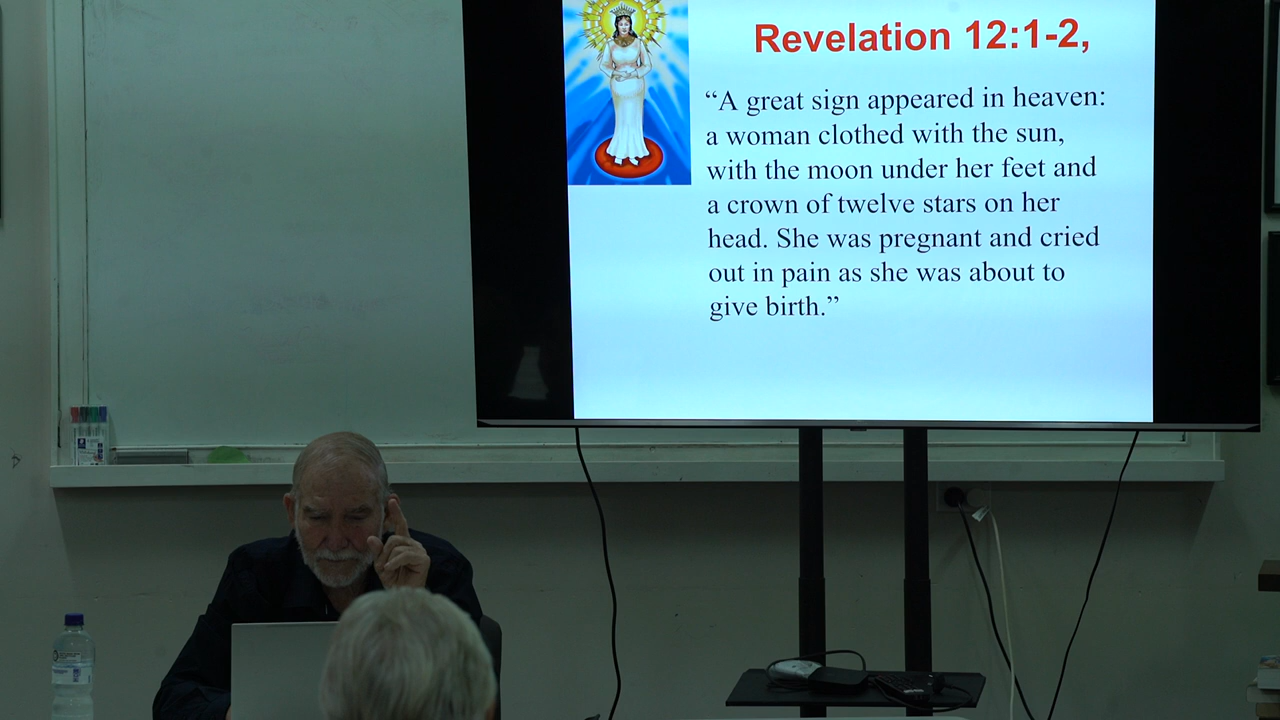 Revelation 12:1-2,
“A great sign appeared in heaven:
a woman clothed with the sun,
with the moon under her feet and
a crown of twelve stars on her
head. She was pregnant and cried
out in pain as she was about to
give birth.”